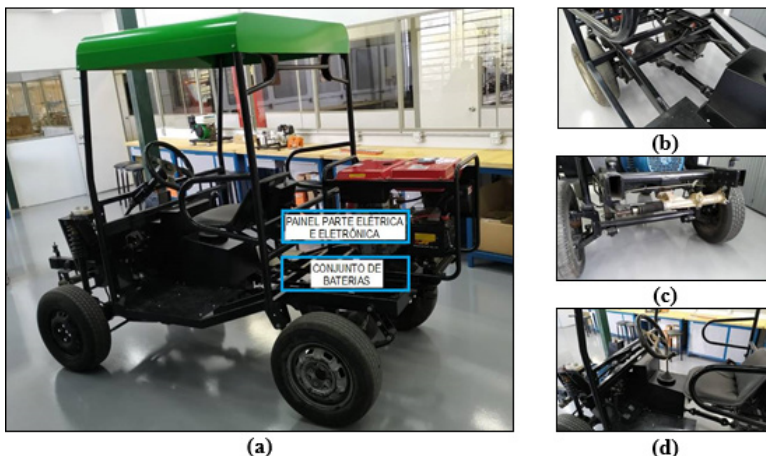 PAINEL PARTE ELÉTRICA
E ELETRÔNICA
CONJUNTO DE
BATERIAS
(a)
(b)
(c)
(d)